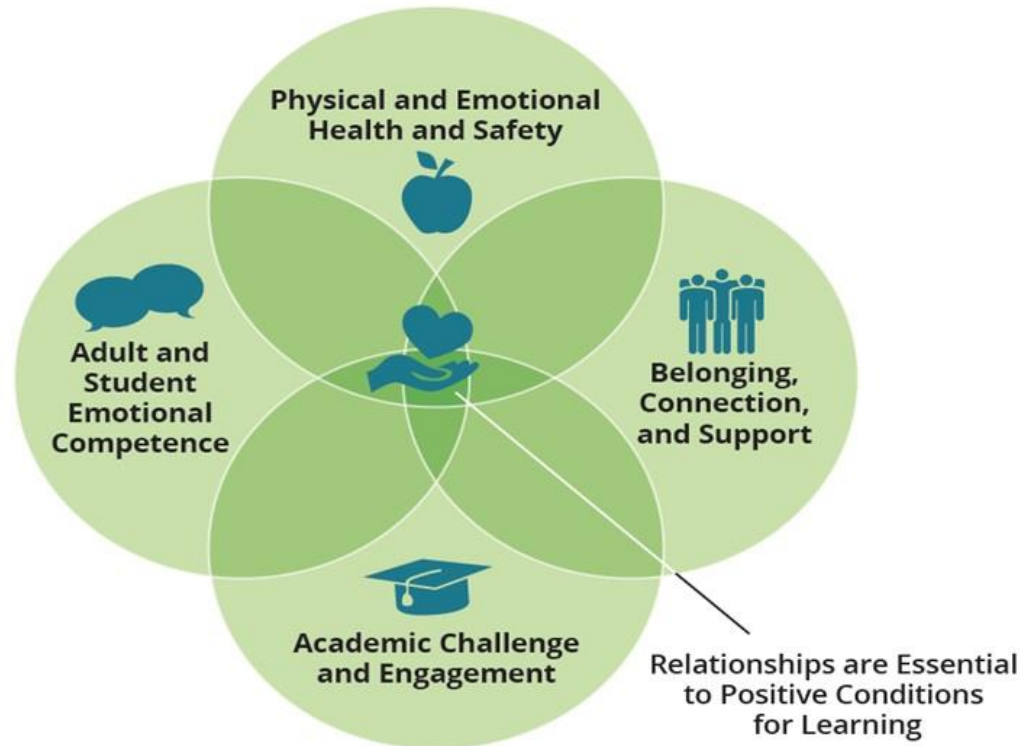 Physical and Emotional
Health and Safety
Adult and
Student
Emotional
Competence
Belonging,
Connection,
and Support
Academic Challenge
and Engagement
Relationships are Essential
to Positive Conditions
for Learning